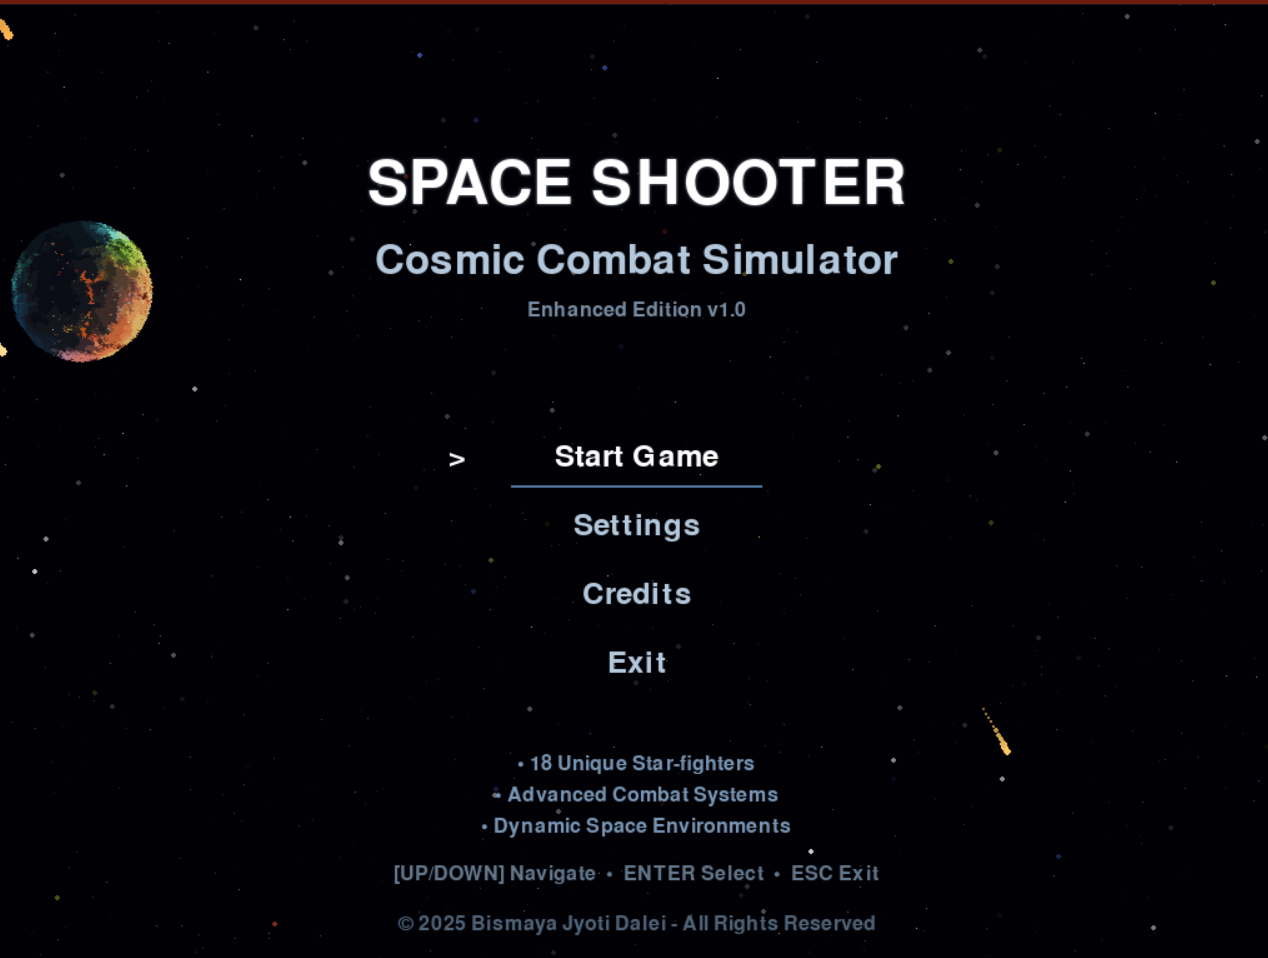 SPACE SHOOTER
Cosmic Combat Simulator
Enhanced Edition v1.0
> Start Game
Settings
Credits
Exit
• 18 Unique Star-fighters
• Advanced Combat Systems
• Dynamic Space Environments
[UP/DOWN] Navigate • ENTER Select • ESC Exit
© 2025 Bismaya Jyoti Dalei - All Rights Reserved